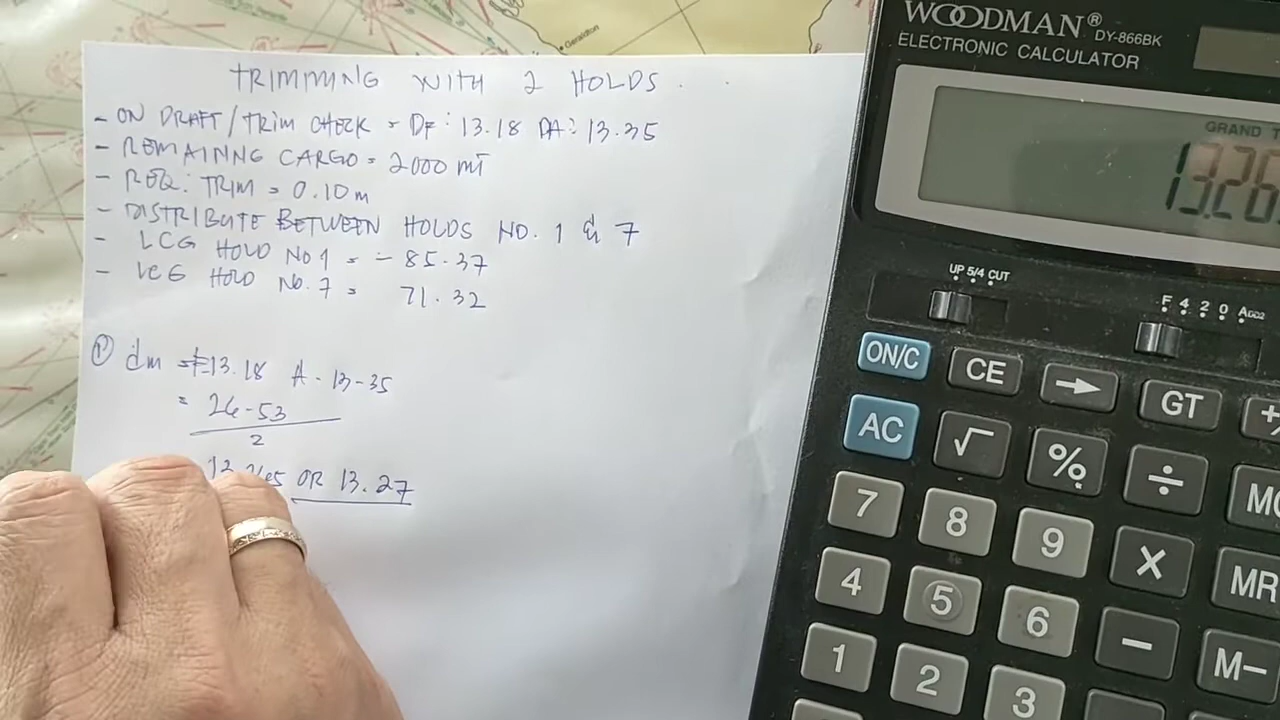 Geraldton
TRIMMING WITH 2 HOLDS.
- ON DRAFT/TRIM CHECK = DF: 13.18 DA: 13.35
- REMAINNG CARGO = 2000 MT
- REQ: TRIM = 0.10m
- DISTRIBUTE BETWEEN HOLDS NO. 1 & 7
- LCG HOLD NO 1 = - 85.37
- LCG HOLD NO. 7 = 71.32
① dm = F13.18 A - 13-35
= 26-53
2
OR 13.27
WOODMAN®
DY-866BK
ELECTRONIC CALCULATOR
GRAND
UP 5/4 CUT
F 4 2 0 ADD2
ON/C CE → GT
AC √ % ÷
7 8 9 × MR
4 5 6 − M−
1 2 3